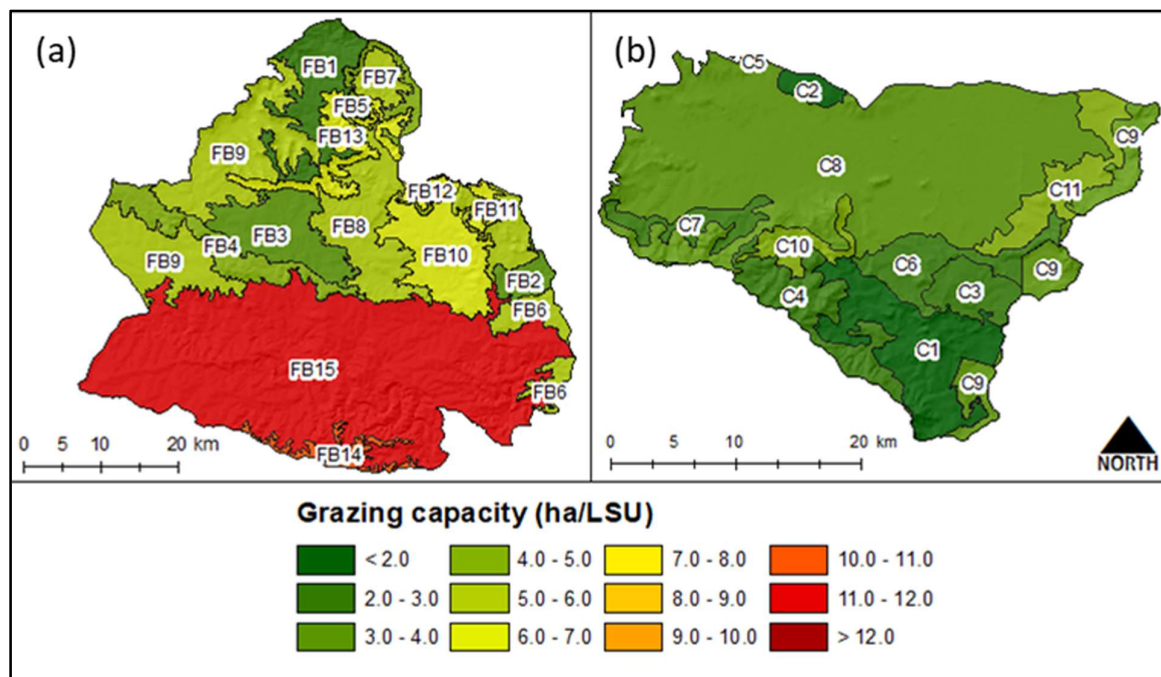 (a)
FB1
FB7
FB5
FB13
FB9
FB12
FB11
FB3
FB8
FB4
FB10
FB9
FB2
FB6
FB15
FB6
FB14
0 5 10 20 km
(b)
C5
C2
C9
C8
C11
C7
C10
C6
C9
C4
C3
C1
C9
0 5 10 20 km
NORTH
Grazing capacity (ha/LSU)
< 2.0
2.0 - 3.0
3.0 - 4.0
4.0 - 5.0
5.0 - 6.0
6.0 - 7.0
7.0 - 8.0
8.0 - 9.0
9.0 - 10.0
10.0 - 11.0
11.0 - 12.0
> 12.0